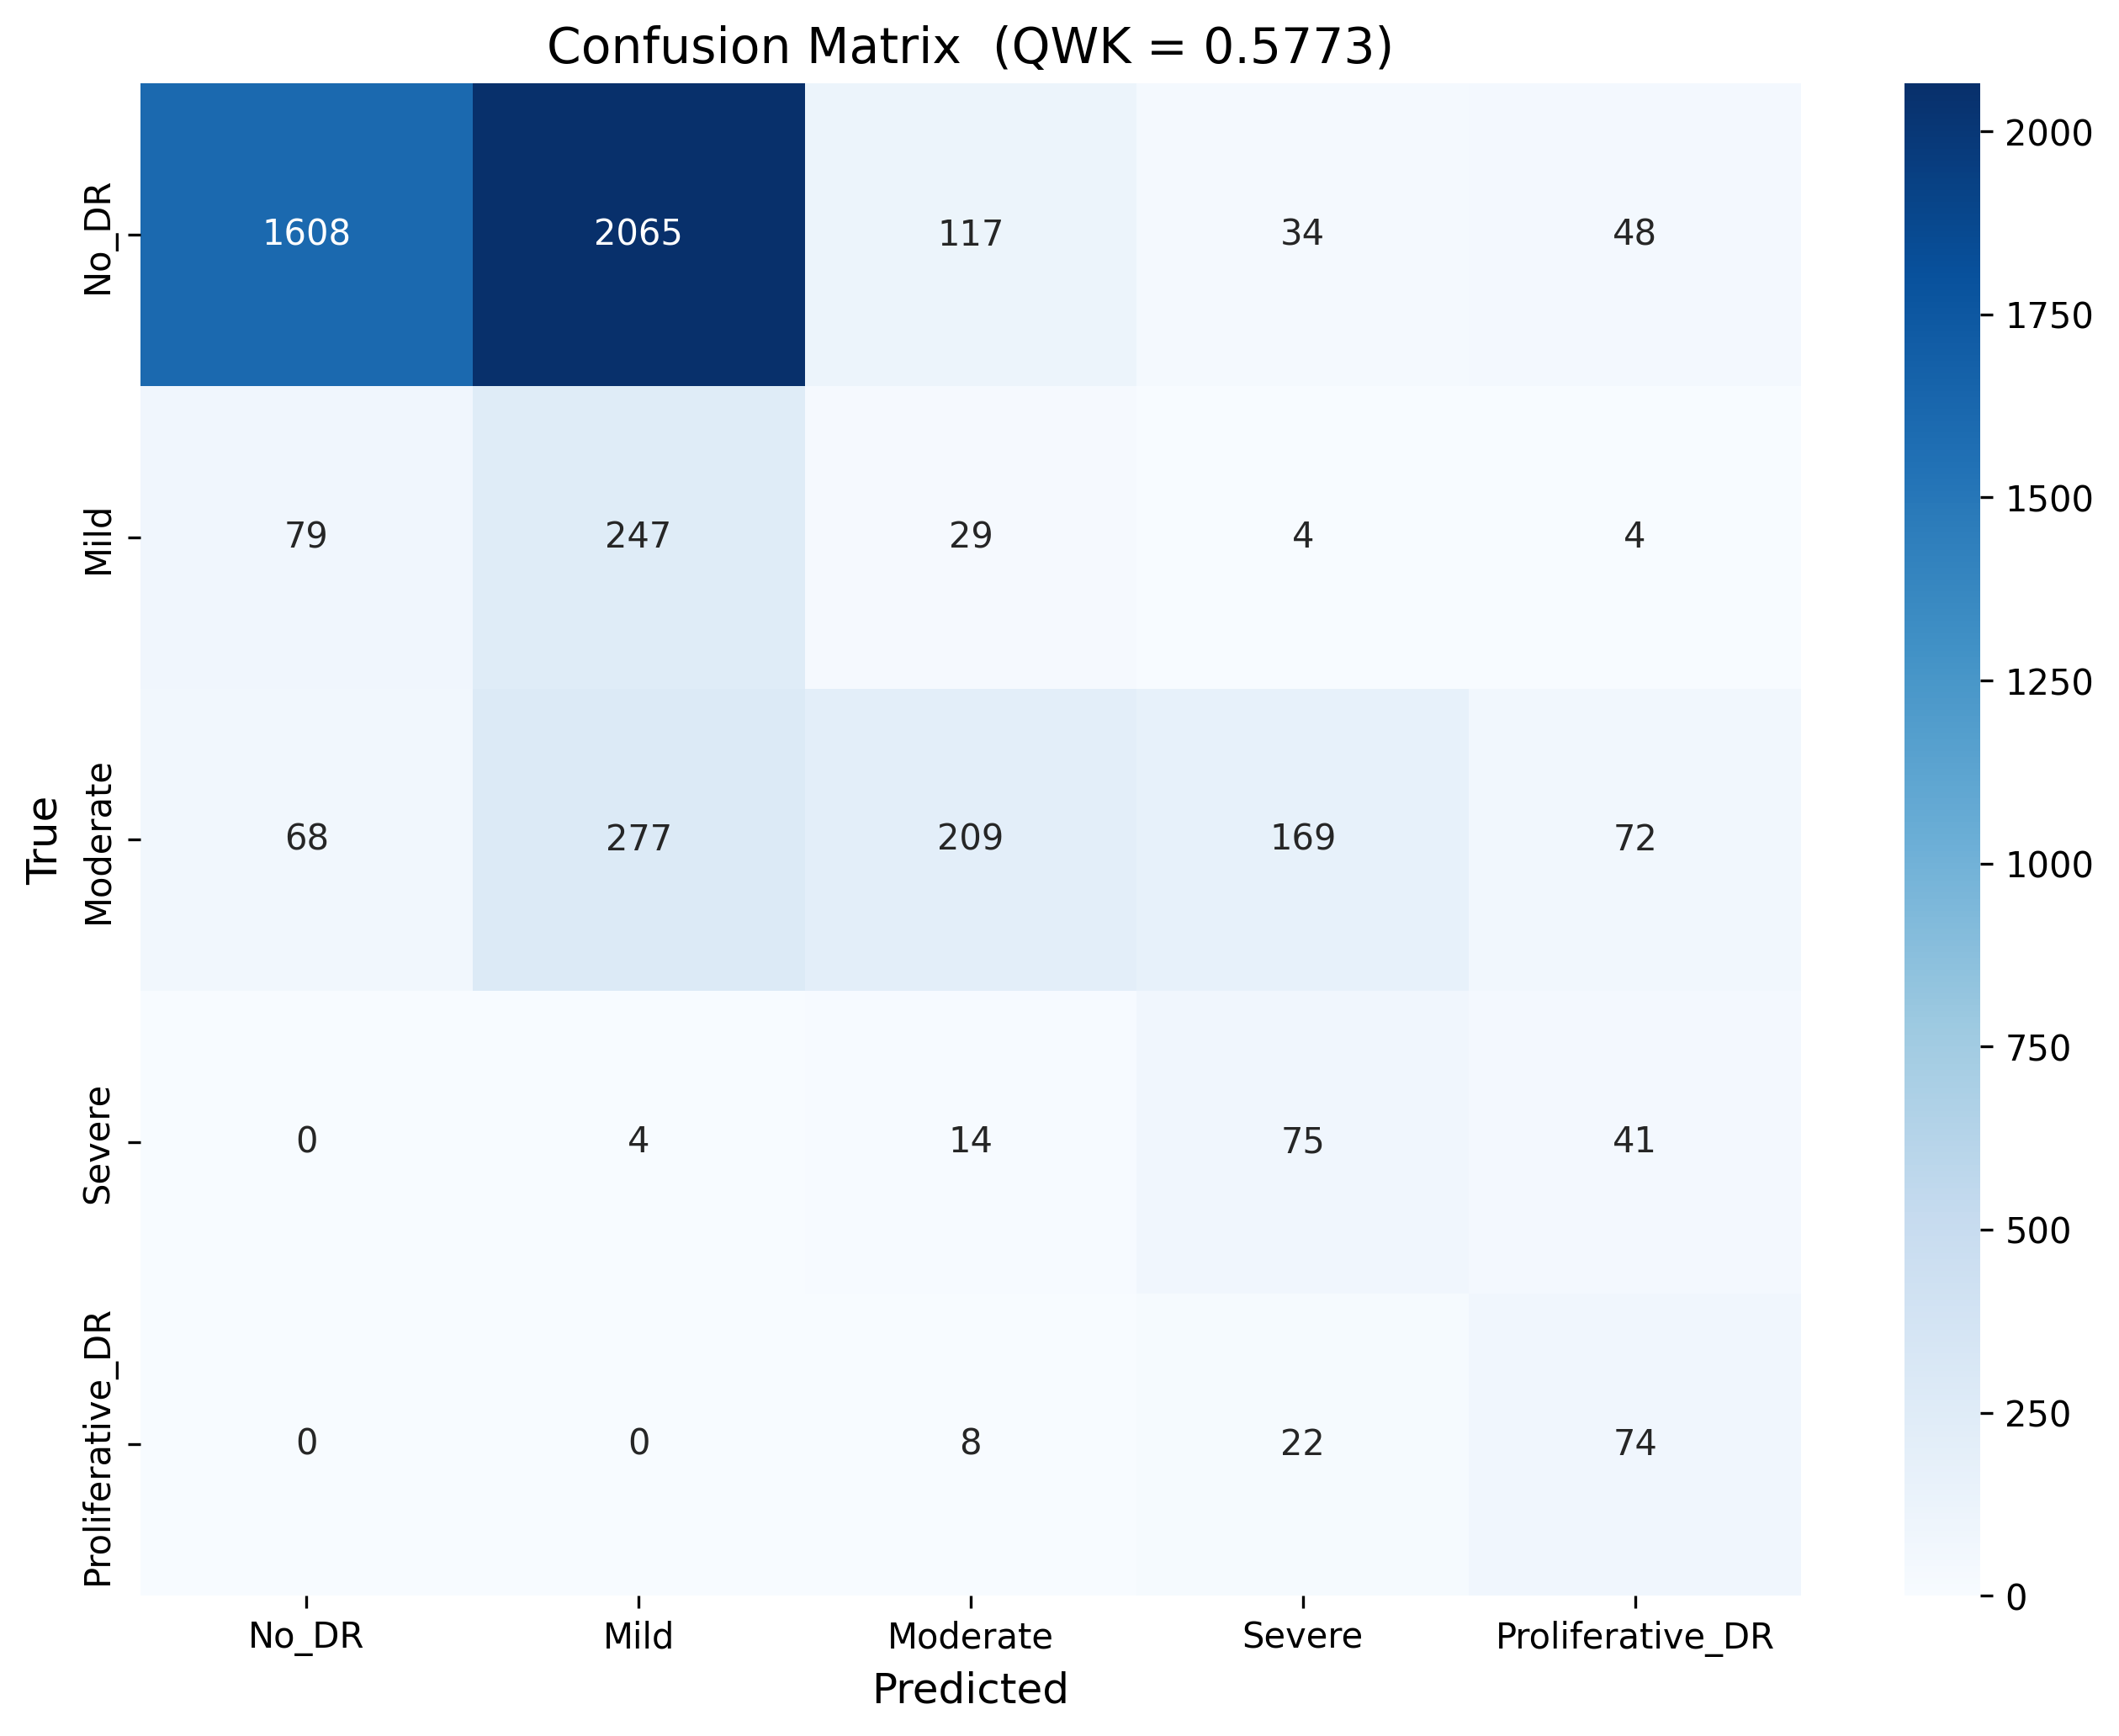 Confusion Matrix  (QWK = 0.5773)
No_DR 1608 2065 117 34 48
Mild 79 247 29 4 4
Moderate 68 277 209 169 72
Severe 0 4 14 75 41
Proliferative_DR 0 0 8 22 74
True
No_DR Mild Moderate Severe Proliferative_DR
Predicted
2000
1750
1500
1250
1000
750
500
250
0